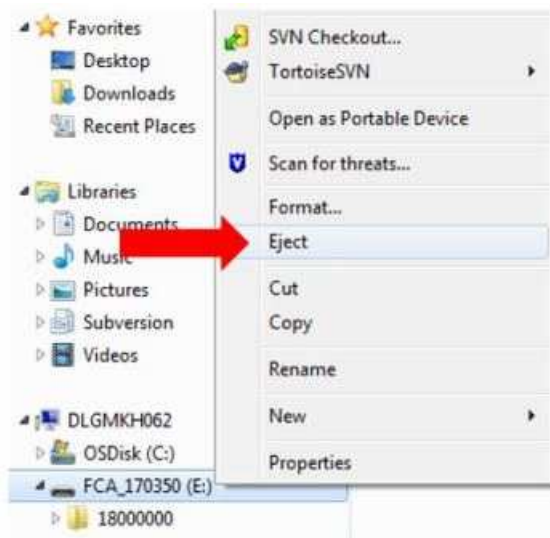 Favorites
Desktop
Downloads
Recent Places
Libraries
Documents
Music
Pictures
Subversion
Videos
DLGMKH062
OSDisk (C:)
FCA_170350 (E:)
18000000
SVN Checkout...
TortoiseSVN
Open as Portable Device
Scan for threats...
Format...
Eject
Cut
Copy
Rename
New
Properties